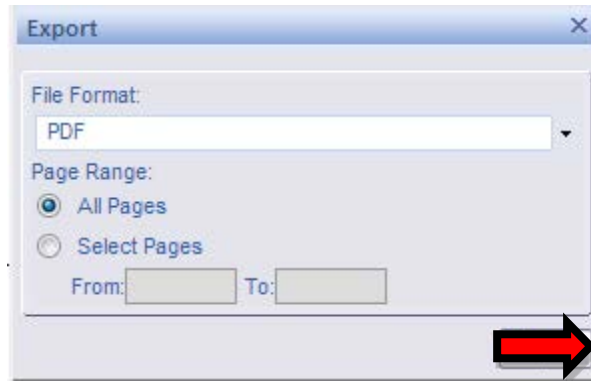 Export
File Format:
PDF
Page Range:
All Pages
Select Pages
From: To: